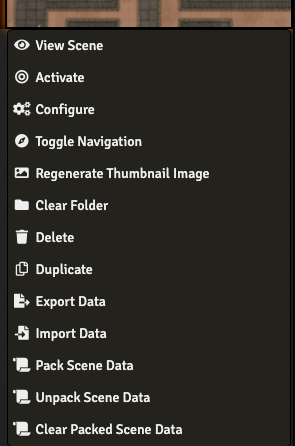 View Scene
Activate
Configure
Toggle Navigation
Regenerate Thumbnail Image
Clear Folder
Delete
Duplicate
Export Data
Import Data
Pack Scene Data
Unpack Scene Data
Clear Packed Scene Data